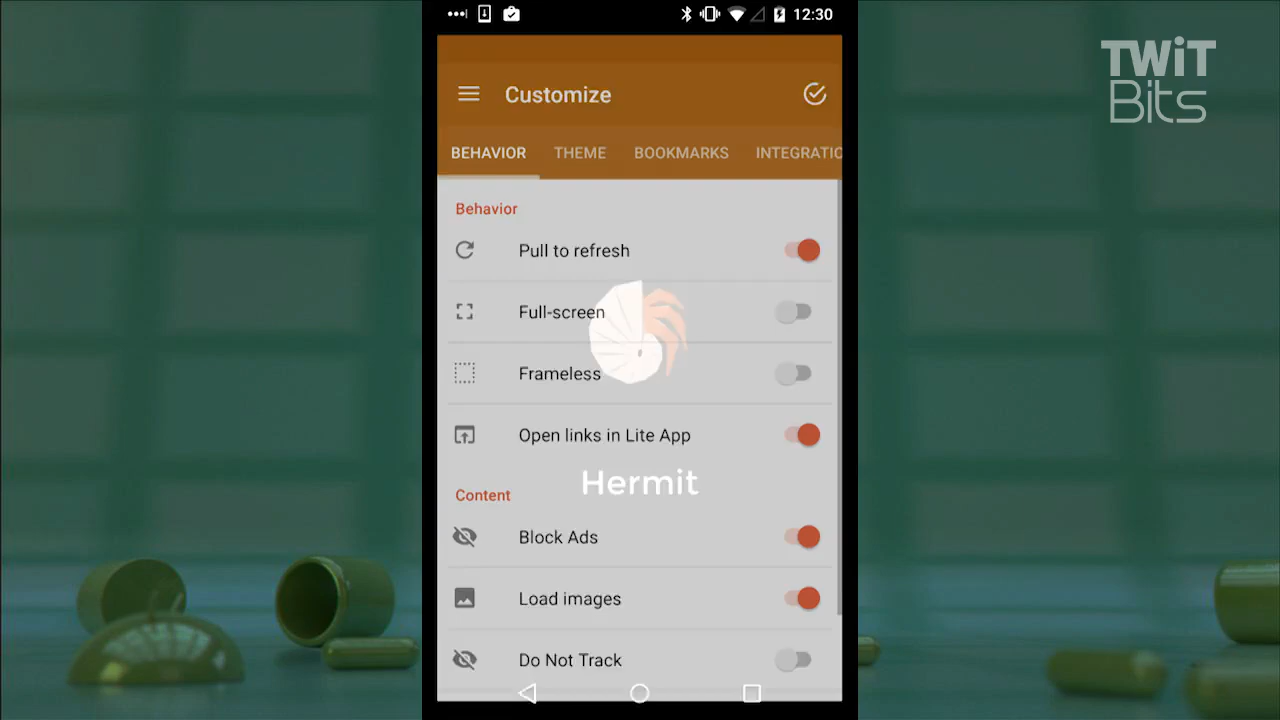 12:30
TWiT
Bits
Customize
BEHAVIOR THEME BOOKMARKS INTEGRATIO
Behavior
Pull to refresh
Full-screen
Frameless
Open links in Lite App
Hermit
Content
Block Ads
Load images
Do Not Track